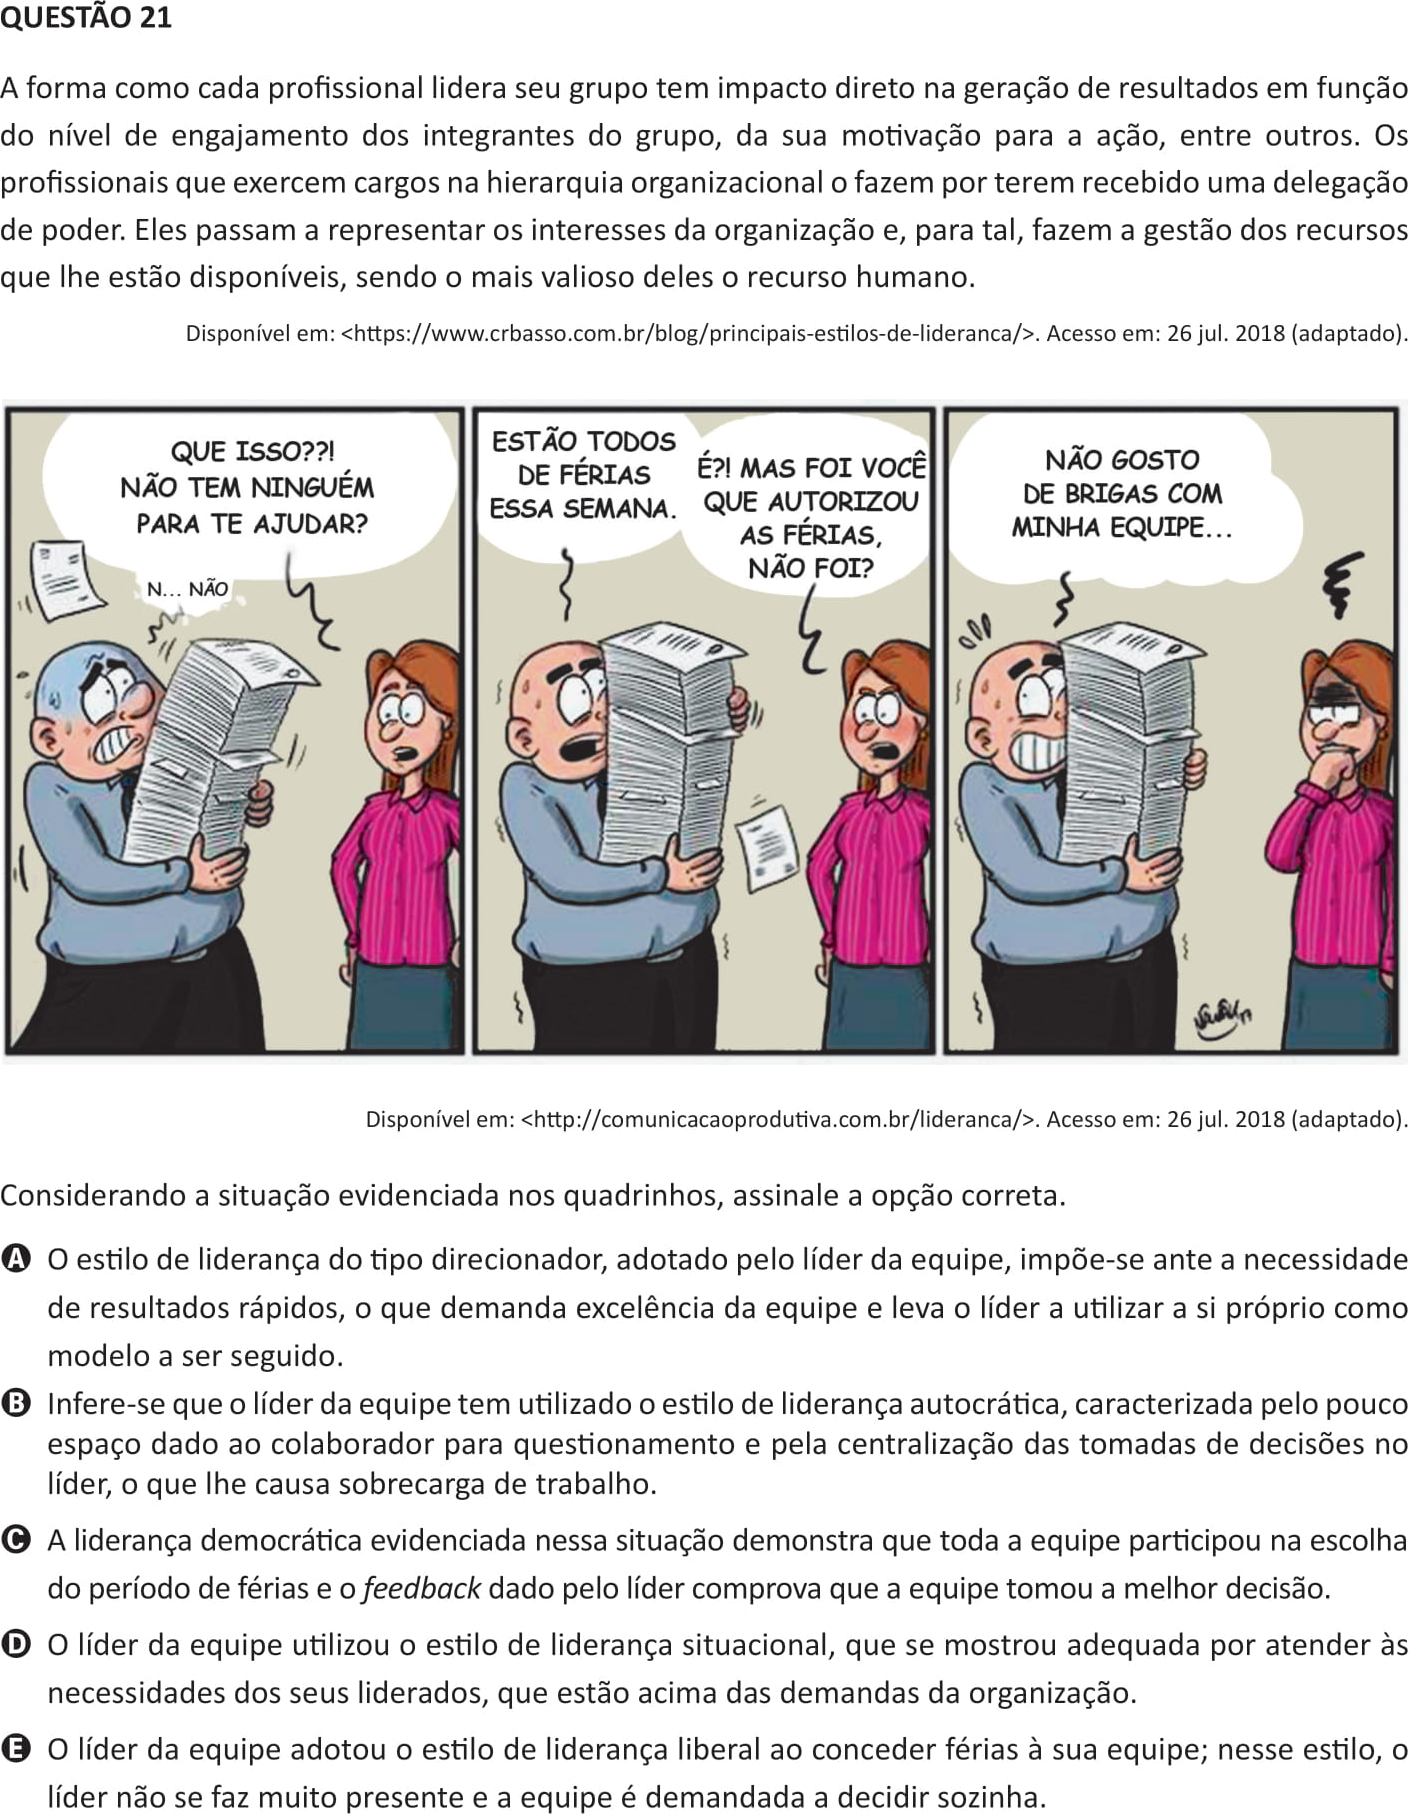 QUESTÃO 21
A forma como cada profissional lidera seu grupo tem impacto direto na geração de resultados em função
do nível de engajamento dos integrantes do grupo, da sua motivação para a ação, entre outros. Os
profissionais que exercem cargos na hierarquia organizacional o fazem por terem recebido uma delegação
de poder. Eles passam a representar os interesses da organização e, para tal, fazem a gestão dos recursos
que lhe estão disponíveis, sendo o mais valioso deles o recurso humano.
Disponível em: <https://www.crbasso.com.br/blog/principais-estilos-de-lideranca/>. Acesso em: 26 jul. 2018 (adaptado).
QUE ISSO??!
NÃO TEM NINGUÉM
PARA TE AJUDAR?
N... NÃO
ESTÃO TODOS
DE FÉRIAS
ESSA SEMANA.
É?! MAS FOI VOCÊ
QUE AUTORIZOU
AS FÉRIAS,
NÃO FOI?
NÃO GOSTO
DE BRIGAS COM
MINHA EQUIPE...
Disponível em: <http://comunicacaoprodutiva.com.br/lideranca/>. Acesso em: 26 jul. 2018 (adaptado).
Considerando a situação evidenciada nos quadrinhos, assinale a opção correta.
A O estilo de liderança do tipo direcionador, adotado pelo líder da equipe, impõe-se ante a necessidade
de resultados rápidos, o que demanda excelência da equipe e leva o líder a utilizar a si próprio como
modelo a ser seguido.
B Infere-se que o líder da equipe tem utilizado o estilo de liderança autocrática, caracterizada pelo pouco
espaço dado ao colaborador para questionamento e pela centralização das tomadas de decisões no
líder, o que lhe causa sobrecarga de trabalho.
C A liderança democrática evidenciada nessa situação demonstra que toda a equipe participou na escolha
do período de férias e o feedback dado pelo líder comprova que a equipe tomou a melhor decisão.
D O líder da equipe utilizou o estilo de liderança situacional, que se mostrou adequada por atender às
necessidades dos seus liderados, que estão acima das demandas da organização.
E O líder da equipe adotou o estilo de liderança liberal ao conceder férias à sua equipe; nesse estilo, o
líder não se faz muito presente e a equipe é demandada a decidir sozinha.